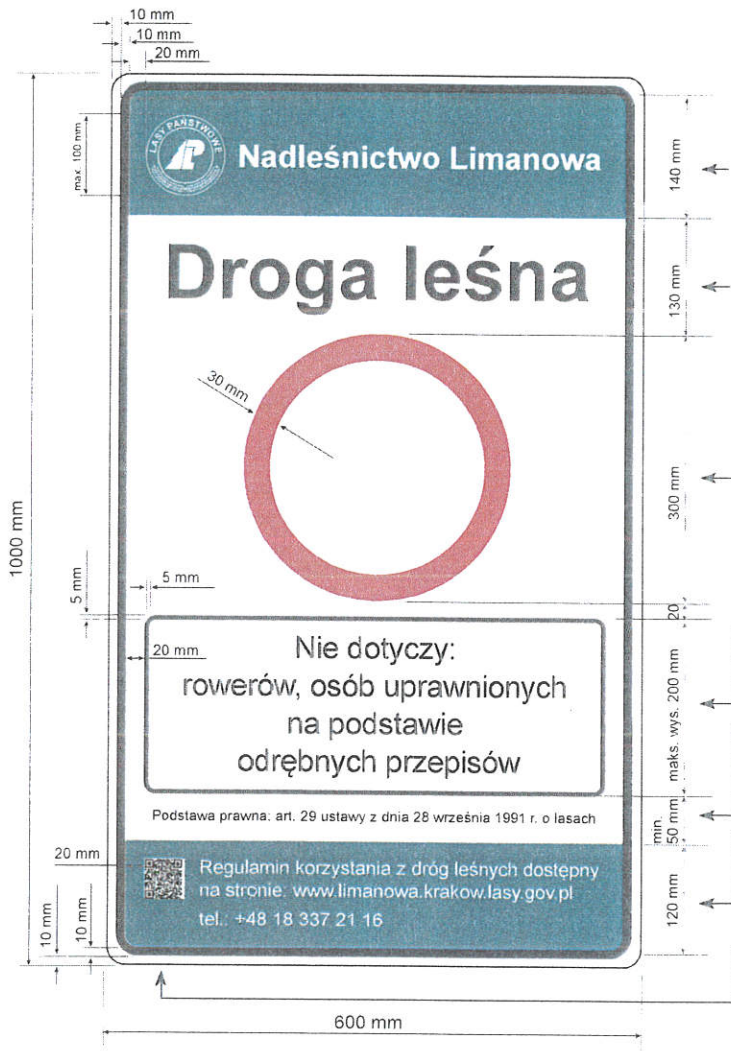 10 mm
10 mm
20 mm
max. 100 mm
LASY PAŃSTWOWE
Nadleśnictwo Limanowa
140 mm
Droga leśna
130 mm
30 mm
300 mm
1000 mm
5 mm
5 mm
20
20 mm
Nie dotyczy:
rowerów, osób uprawnionych
na podstawie
odrębnych przepisów
maks. wys. 200 mm
Podstawa prawna: art. 29 ustawy z dnia 28 września 1991 r. o lasach
min.
50 mm
20 mm
Regulamin korzystania z dróg leśnych dostępny
na stronie: www.limanowa.krakow.lasy.gov.pl
tel.: +48 18 337 21 16
120 mm
10 mm
10 mm
600 mm